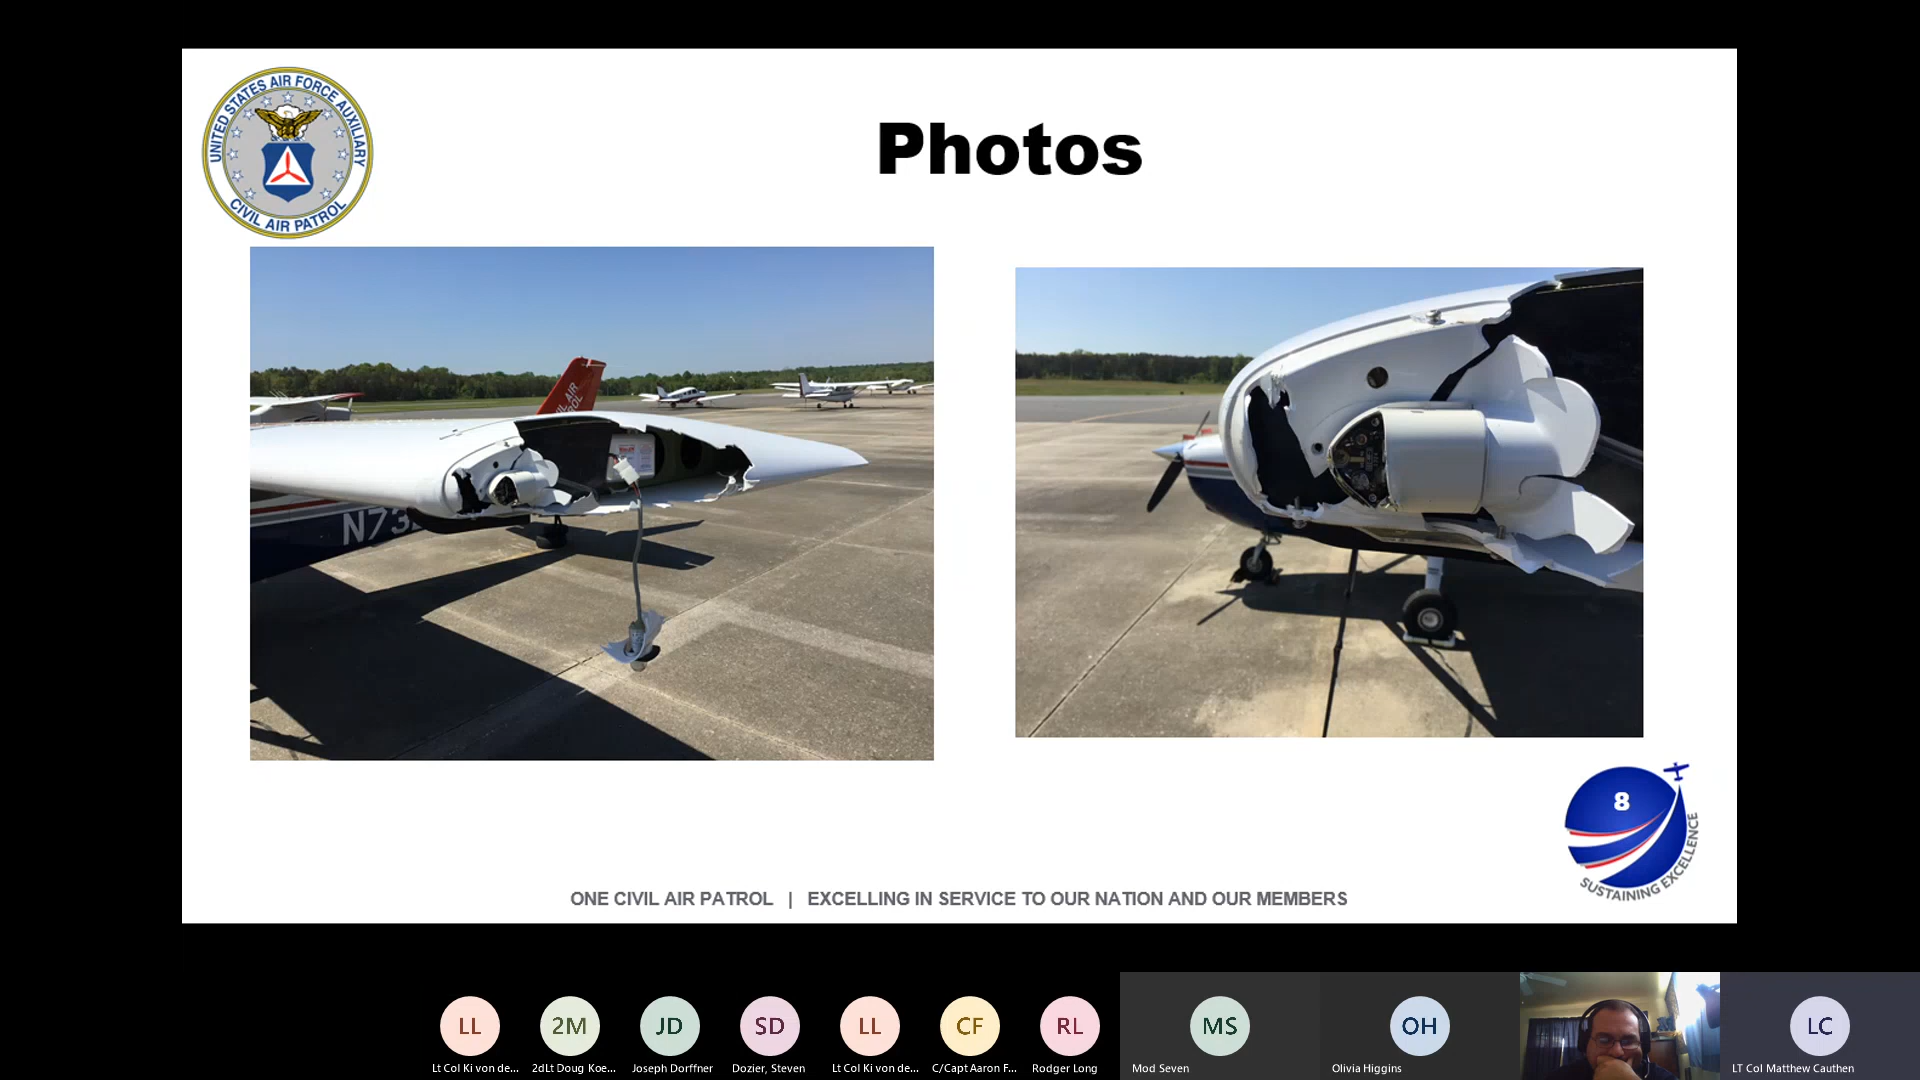 UNITED STATES AIR FORCE AUXILIARY
CIVIL AIR PATROL
Photos
N73
8
SUSTAINING EXCELLENCE
ONE CIVIL AIR PATROL | EXCELLING IN SERVICE TO OUR NATION AND OUR MEMBERS
LL
2M
JD
SD
LL
CF
RL
MS
OH
LC
Lt Col Ki von de...
2dLt Doug Koe...
Joseph Dorffner
Dozier, Steven
Lt Col Ki von de...
C/Capt Aaron F...
Rodger Long
Mod Seven
Olivia Higgins
LT Col Matthew Cauthen